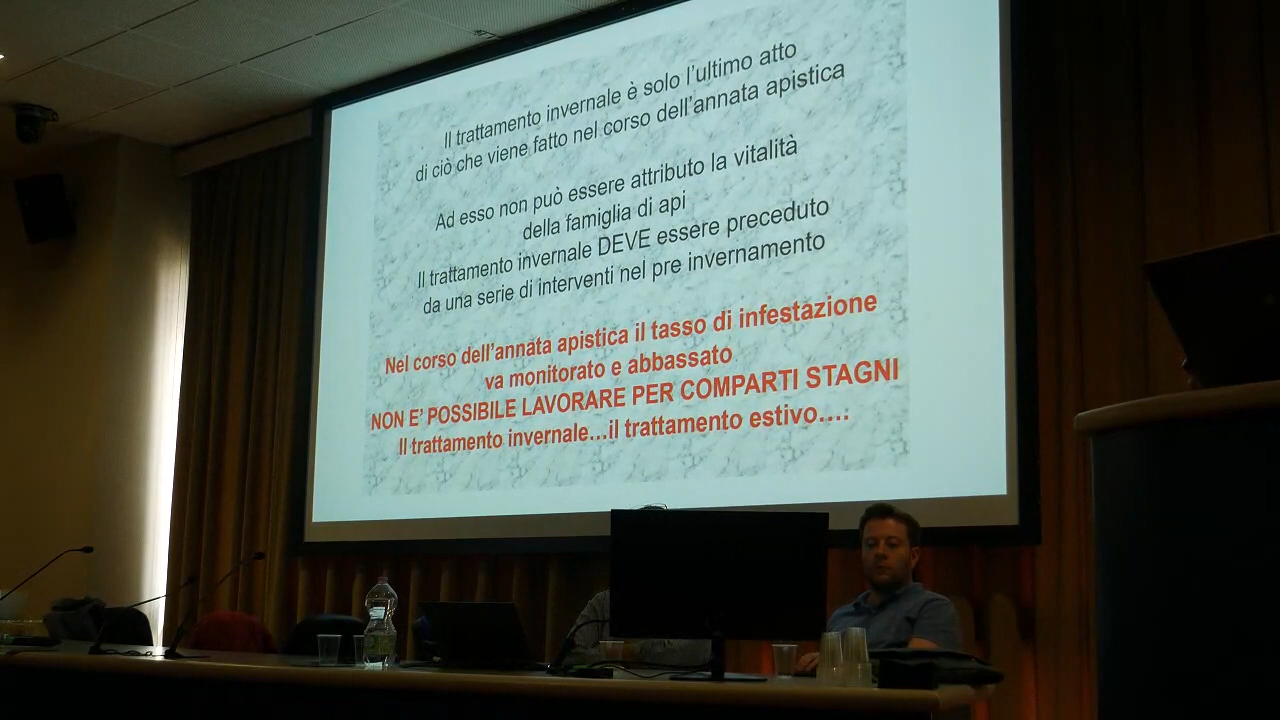 Il trattamento invernale è solo l'ultimo atto
di ciò che viene fatto nel corso dell'annata apistica
Ad esso non può essere attributo la vitalità
della famiglia di api
Il trattamento invernale DEVE essere preceduto
da una serie di interventi nel pre invernamento
Nel corso dell'annata apistica il tasso di infestazione
va monitorato e abbassato
NON E' POSSIBILE LAVORARE PER COMPARTI STAGNI
Il trattamento invernale...il trattamento estivo....: